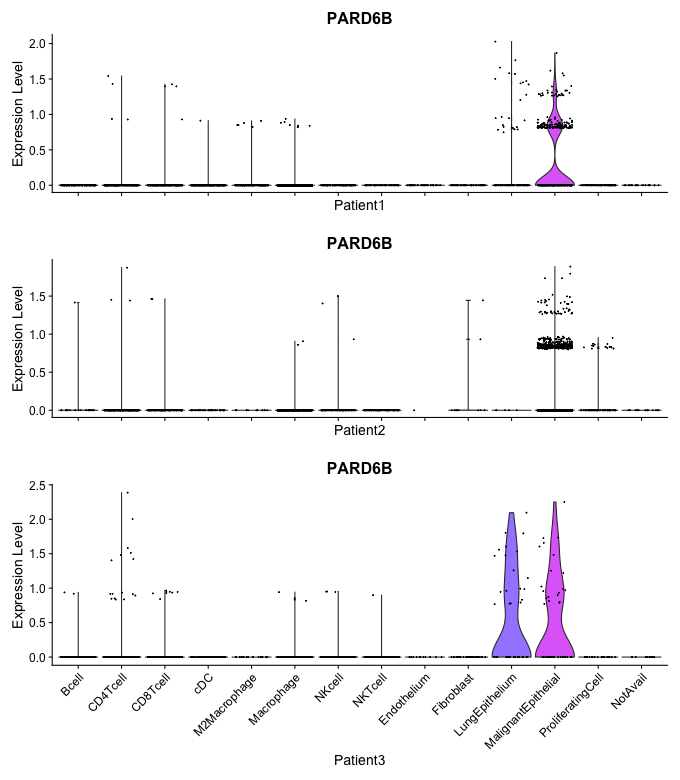 PARD6B
2.0
1.5
1.0
0.5
0.0
Expression Level
Patient1
PARD6B
1.5
1.0
0.5
0.0
Expression Level
Patient2
PARD6B
2.5
2.0
1.5
1.0
0.5
0.0
Expression Level
Bcell
CD4Tcell
CD8Tcell
cDC
M2Macrophage
Macrophage
NKcell
NKTcell
Endothelium
Fibroblast
LungEpithelium
MalignantEpithelial
ProliferatingCell
NotAvail
Patient3